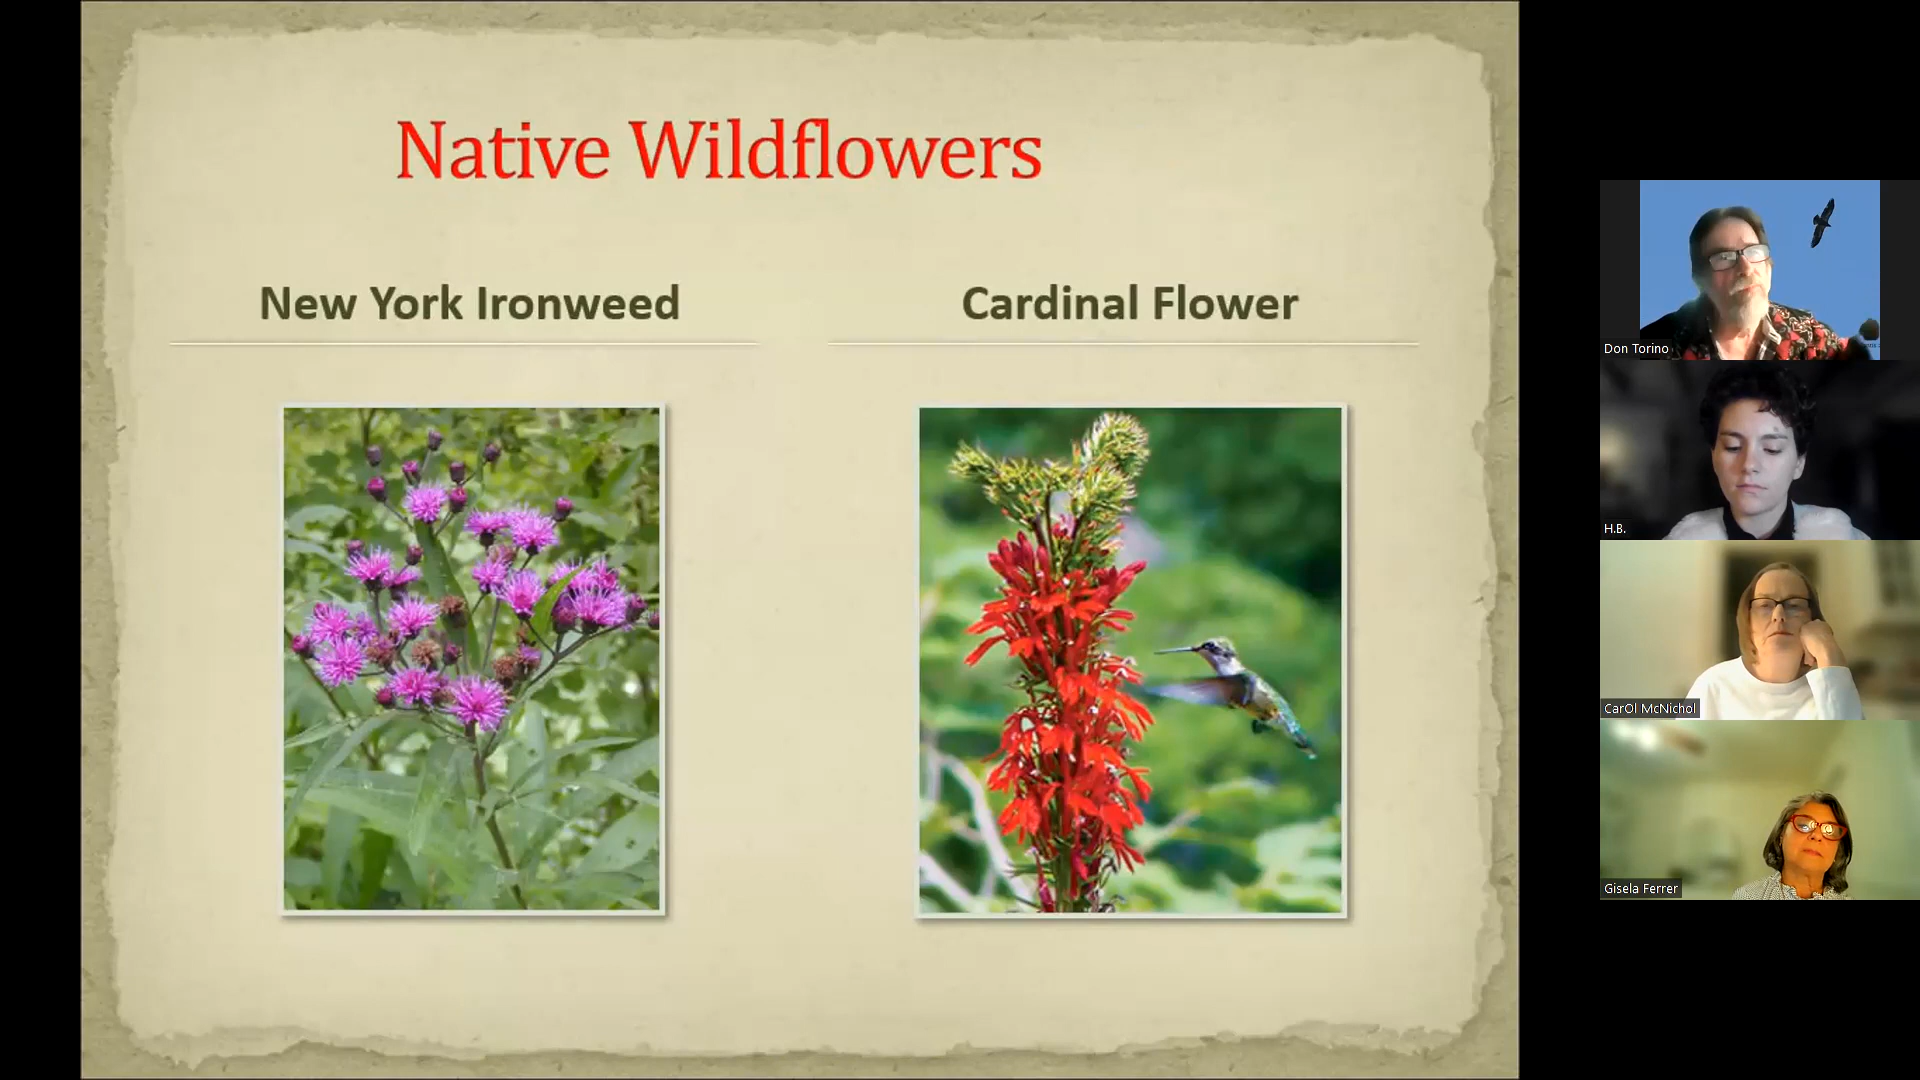 Native Wildflowers
New York Ironweed
Cardinal Flower
Don Torino
H.B.
CarOl McNichol
Gisela Ferrer